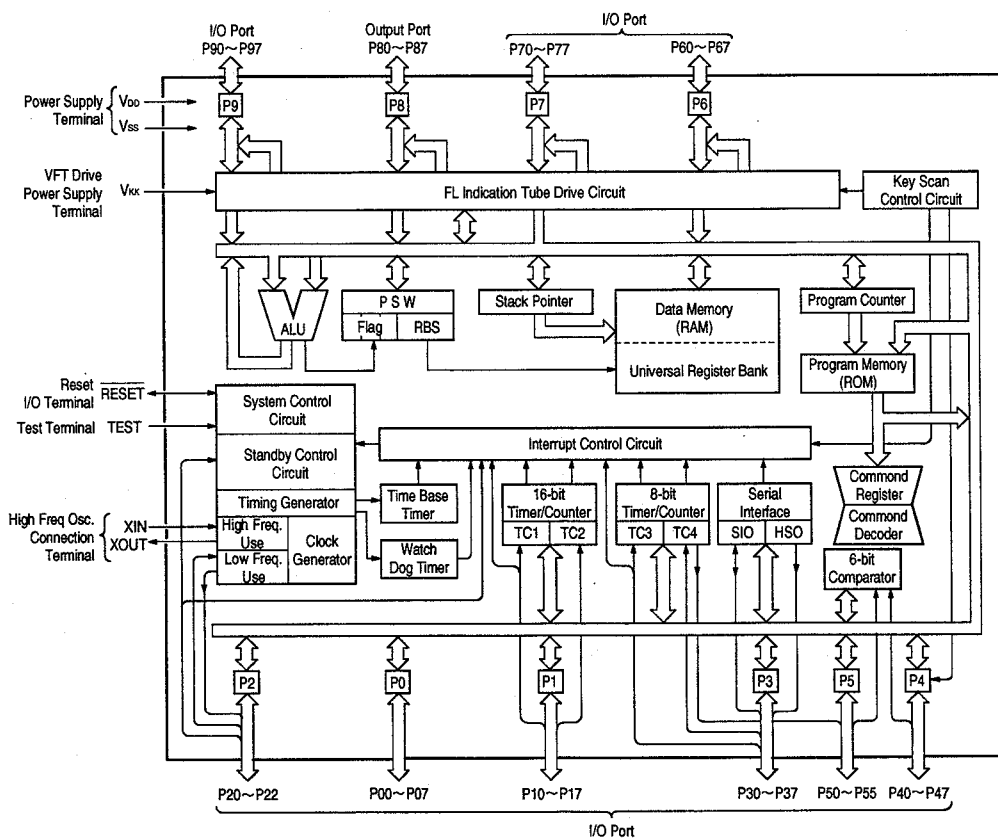 I/O Port
P90~P97
Output Port
P80~P87
I/O Port
P70~P77
P60~P67
Power Supply
Terminal
VDD
VSS
P9
P8
P7
P6
VFT Drive
Power Supply
Terminal
VKK
FL Indication Tube Drive Circuit
Key Scan
Control Circuit
ALU
P S W
Flag
RBS
Stack Pointer
Data Memory
(RAM)
Universal Register Bank
Program Counter
Program Memory
(ROM)
Reset
I/O Terminal
RESET
Test Terminal
TEST
System Control
Circuit
Standby Control
Circuit
Timing Generator
High Freq.
Use
Low Freq.
Use
Clock
Generator
High Freq Osc.
Connection
Terminal
XIN
XOUT
Interrupt Control Circuit
Time Base
Timer
Watch
Dog Timer
16-bit
Timer/Counter
TC1
TC2
8-bit
Timer/Counter
TC3
TC4
Serial
Interface
SIO
HSO
Commond
Register
Commond
Decoder
6-bit
Comparator
P2
P0
P1
P3
P5
P4
P20~P22
P00~P07
P10~P17
P30~P37
P50~P55
P40~P47
I/O Port